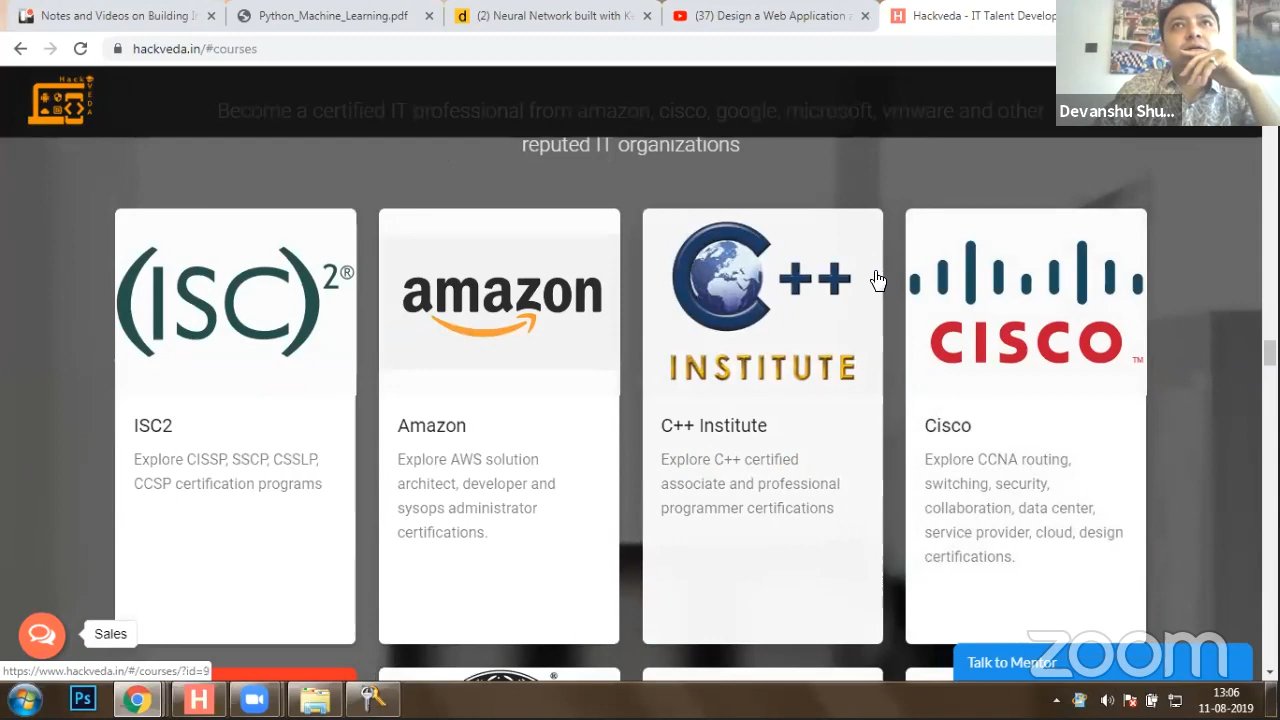 Notes and Videos on Building I
Python_Machine_Learning.pdf
(2) Neural Network built with K
(37) Design a Web Application
Hackveda - IT Talent Develop
hackveda.in/#courses
Devanshu Shu...
Hack
VEDA
Become a certified IT professional from amazon, cisco, google, microsoft, vmware and other
reputed IT organizations
(ISC)2®
amazon
C++
INSTITUTE
CISCO™
ISC2
Explore CISSP, SSCP, CSSLP,
CCSP certification programs
Amazon
Explore AWS solution
architect, developer and
sysops administrator
certifications.
C++ Institute
Explore C++ certified
associate and professional
programmer certifications
Cisco
Explore CCNA routing,
switching, security,
collaboration, data center,
service provider, cloud, design
certifications.
Sales
Talk to Mentor
zoom
https://www.hackveda.in/#/courses/?id=9
Ps
H
13:06
11-08-2019